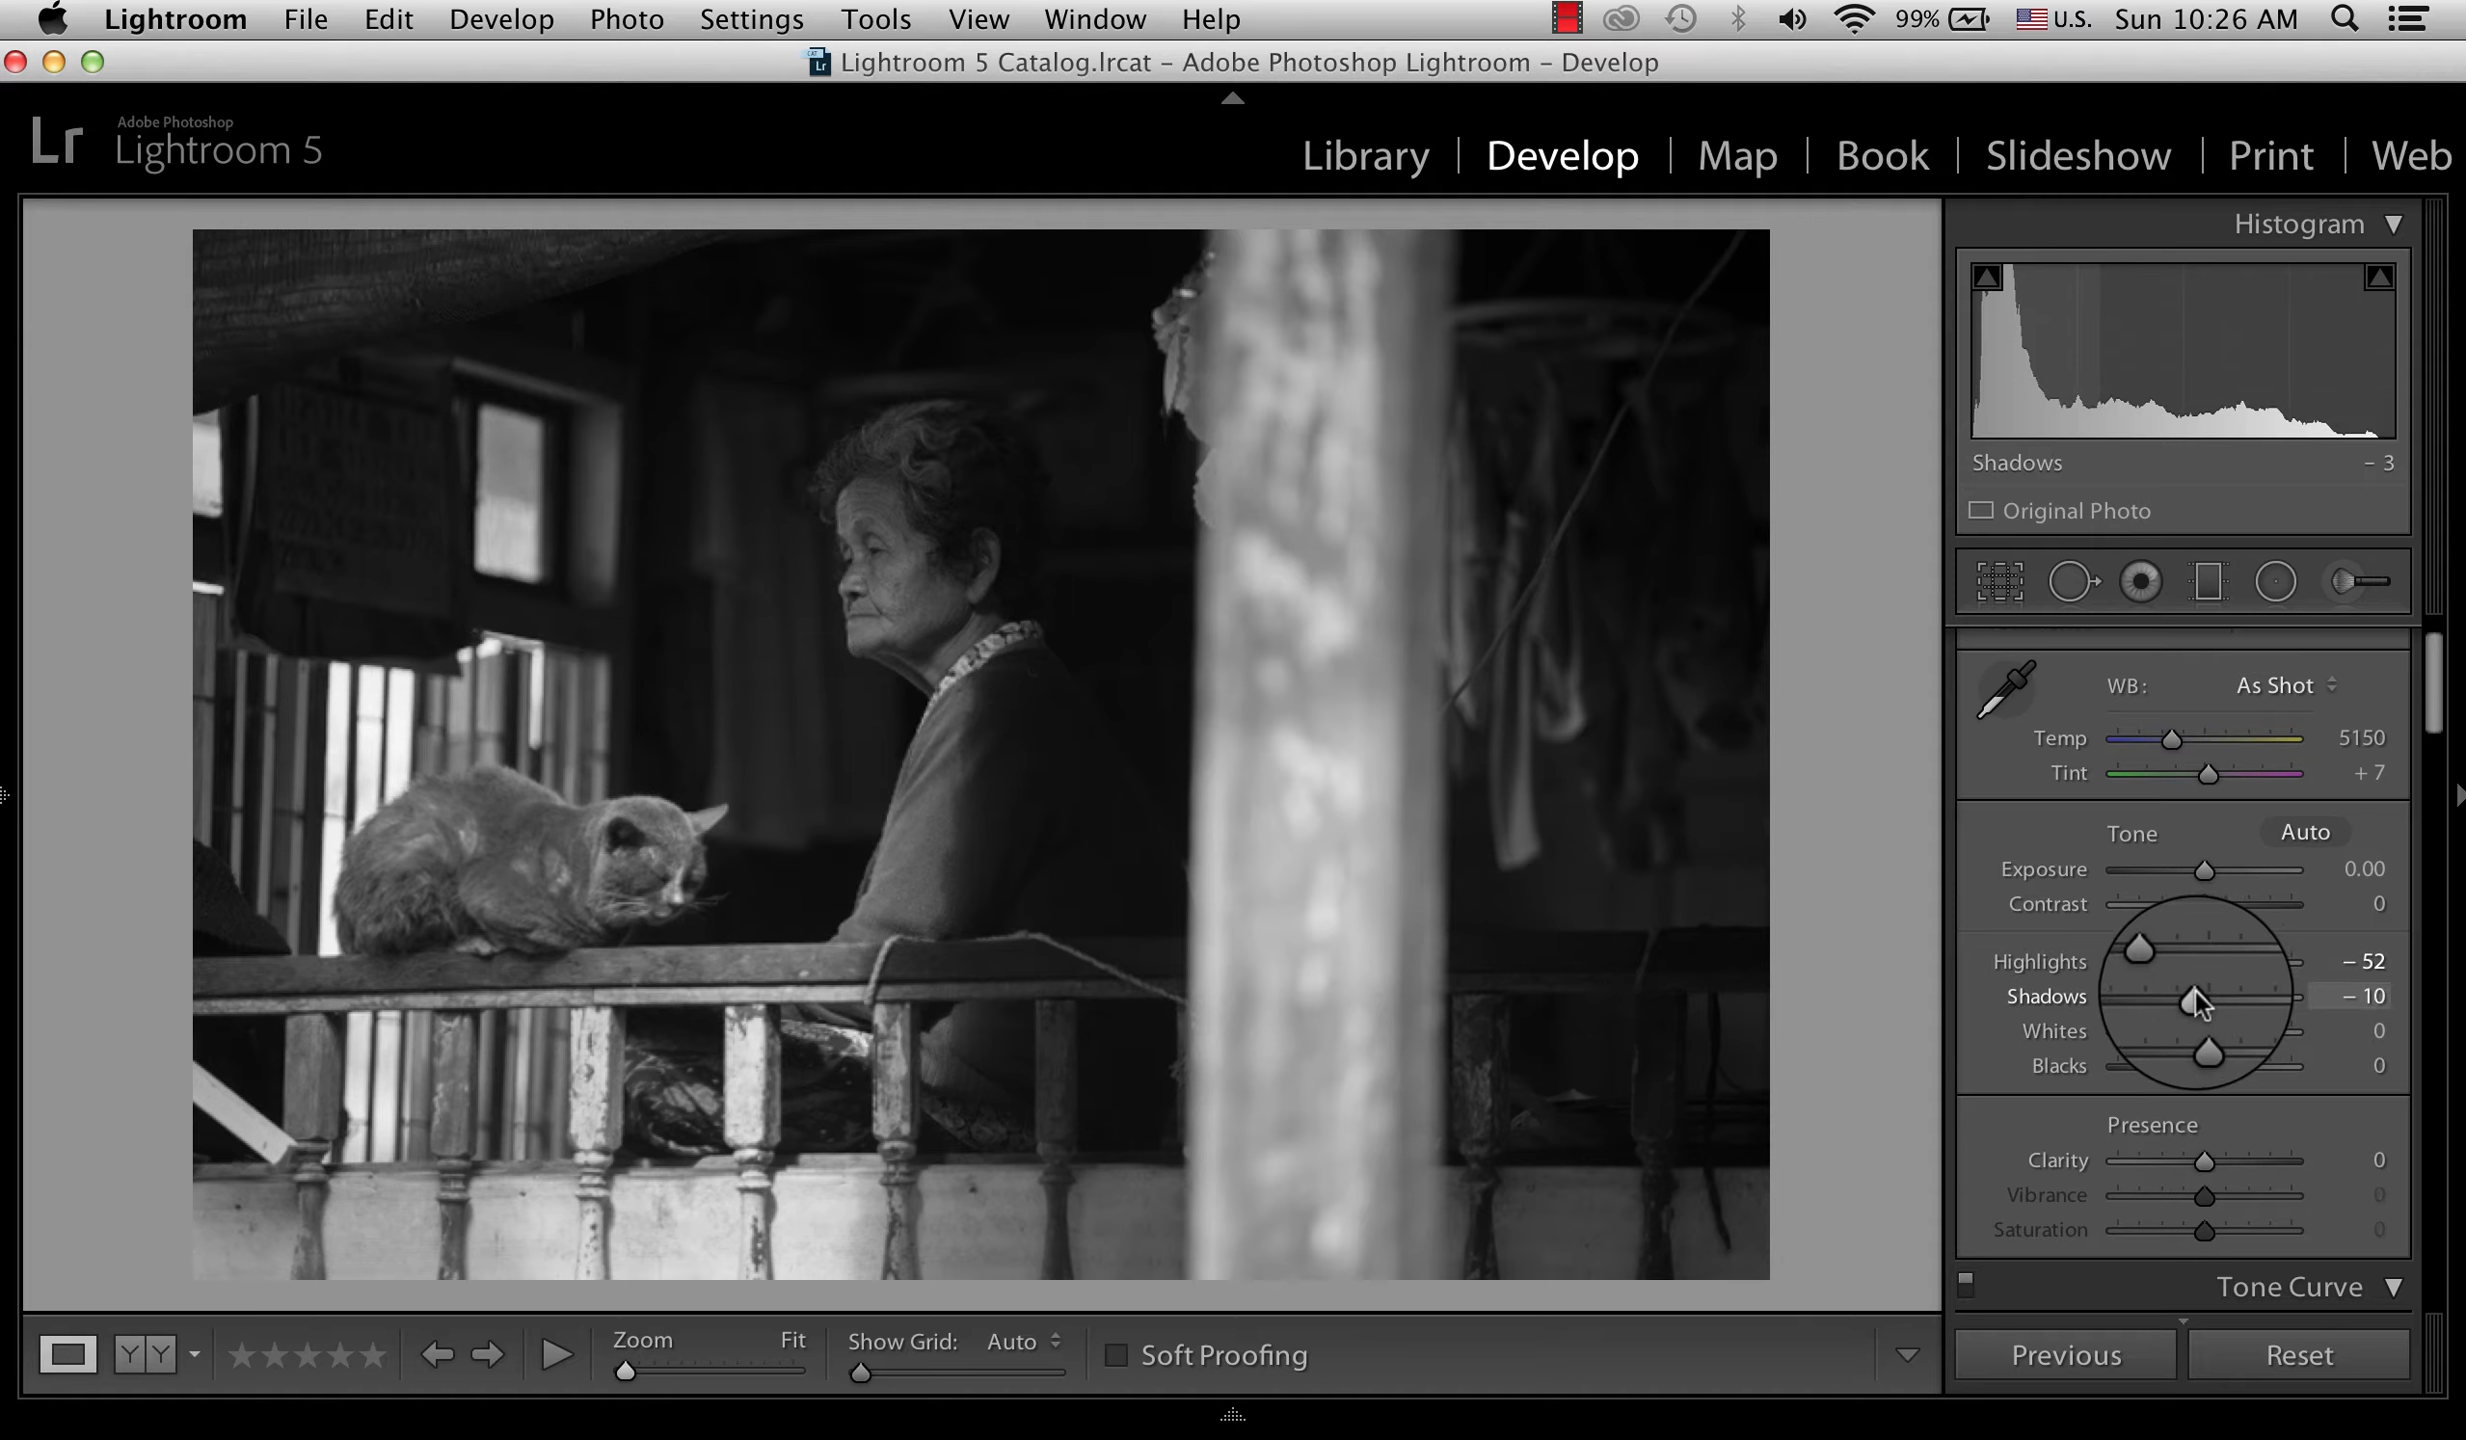 Lightroom File Edit Develop Photo Settings Tools View Window Help 99% U.S. Sun 10:26 AM
Lightroom 5 Catalog.lrcat – Adobe Photoshop Lightroom – Develop
Lr Adobe Photoshop
Lightroom 5
Library | Develop | Map | Book | Slideshow | Print | Web
Histogram
Shadows – 3
Original Photo
WB: As Shot
Temp 5150
Tint + 7
Tone Auto
Exposure 0.00
Contrast 0
Highlights – 52
Shadows – 10
Whites 0
Blacks 0
Presence
Clarity 0
Vibrance 0
Saturation 0
Tone Curve
Y Y Zoom Fit Show Grid: Auto Soft Proofing Previous Reset